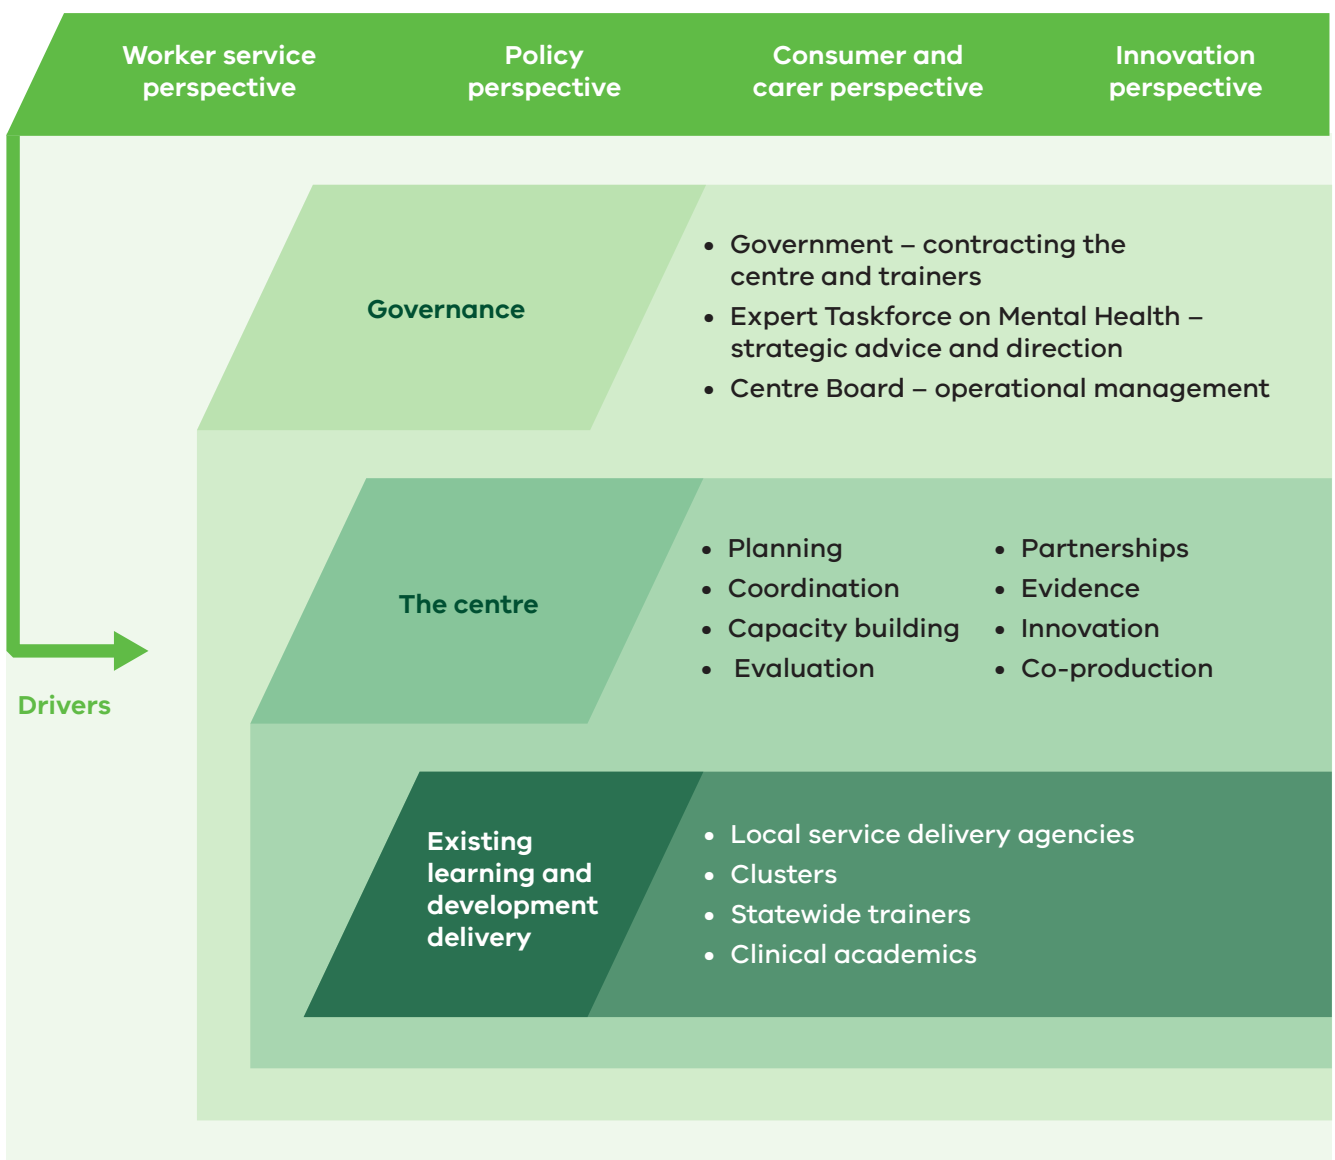 Worker service
perspective
Policy
perspective
Consumer and
carer perspective
Innovation
perspective
Governance
• Government – contracting the
centre and trainers
• Expert Taskforce on Mental Health –
strategic advice and direction
• Centre Board – operational management
The centre
• Planning
• Coordination
• Capacity building
• Evaluation
• Partnerships
• Evidence
• Innovation
• Co-production
Drivers
Existing
learning and
development
delivery
• Local service delivery agencies
• Clusters
• Statewide trainers
• Clinical academics